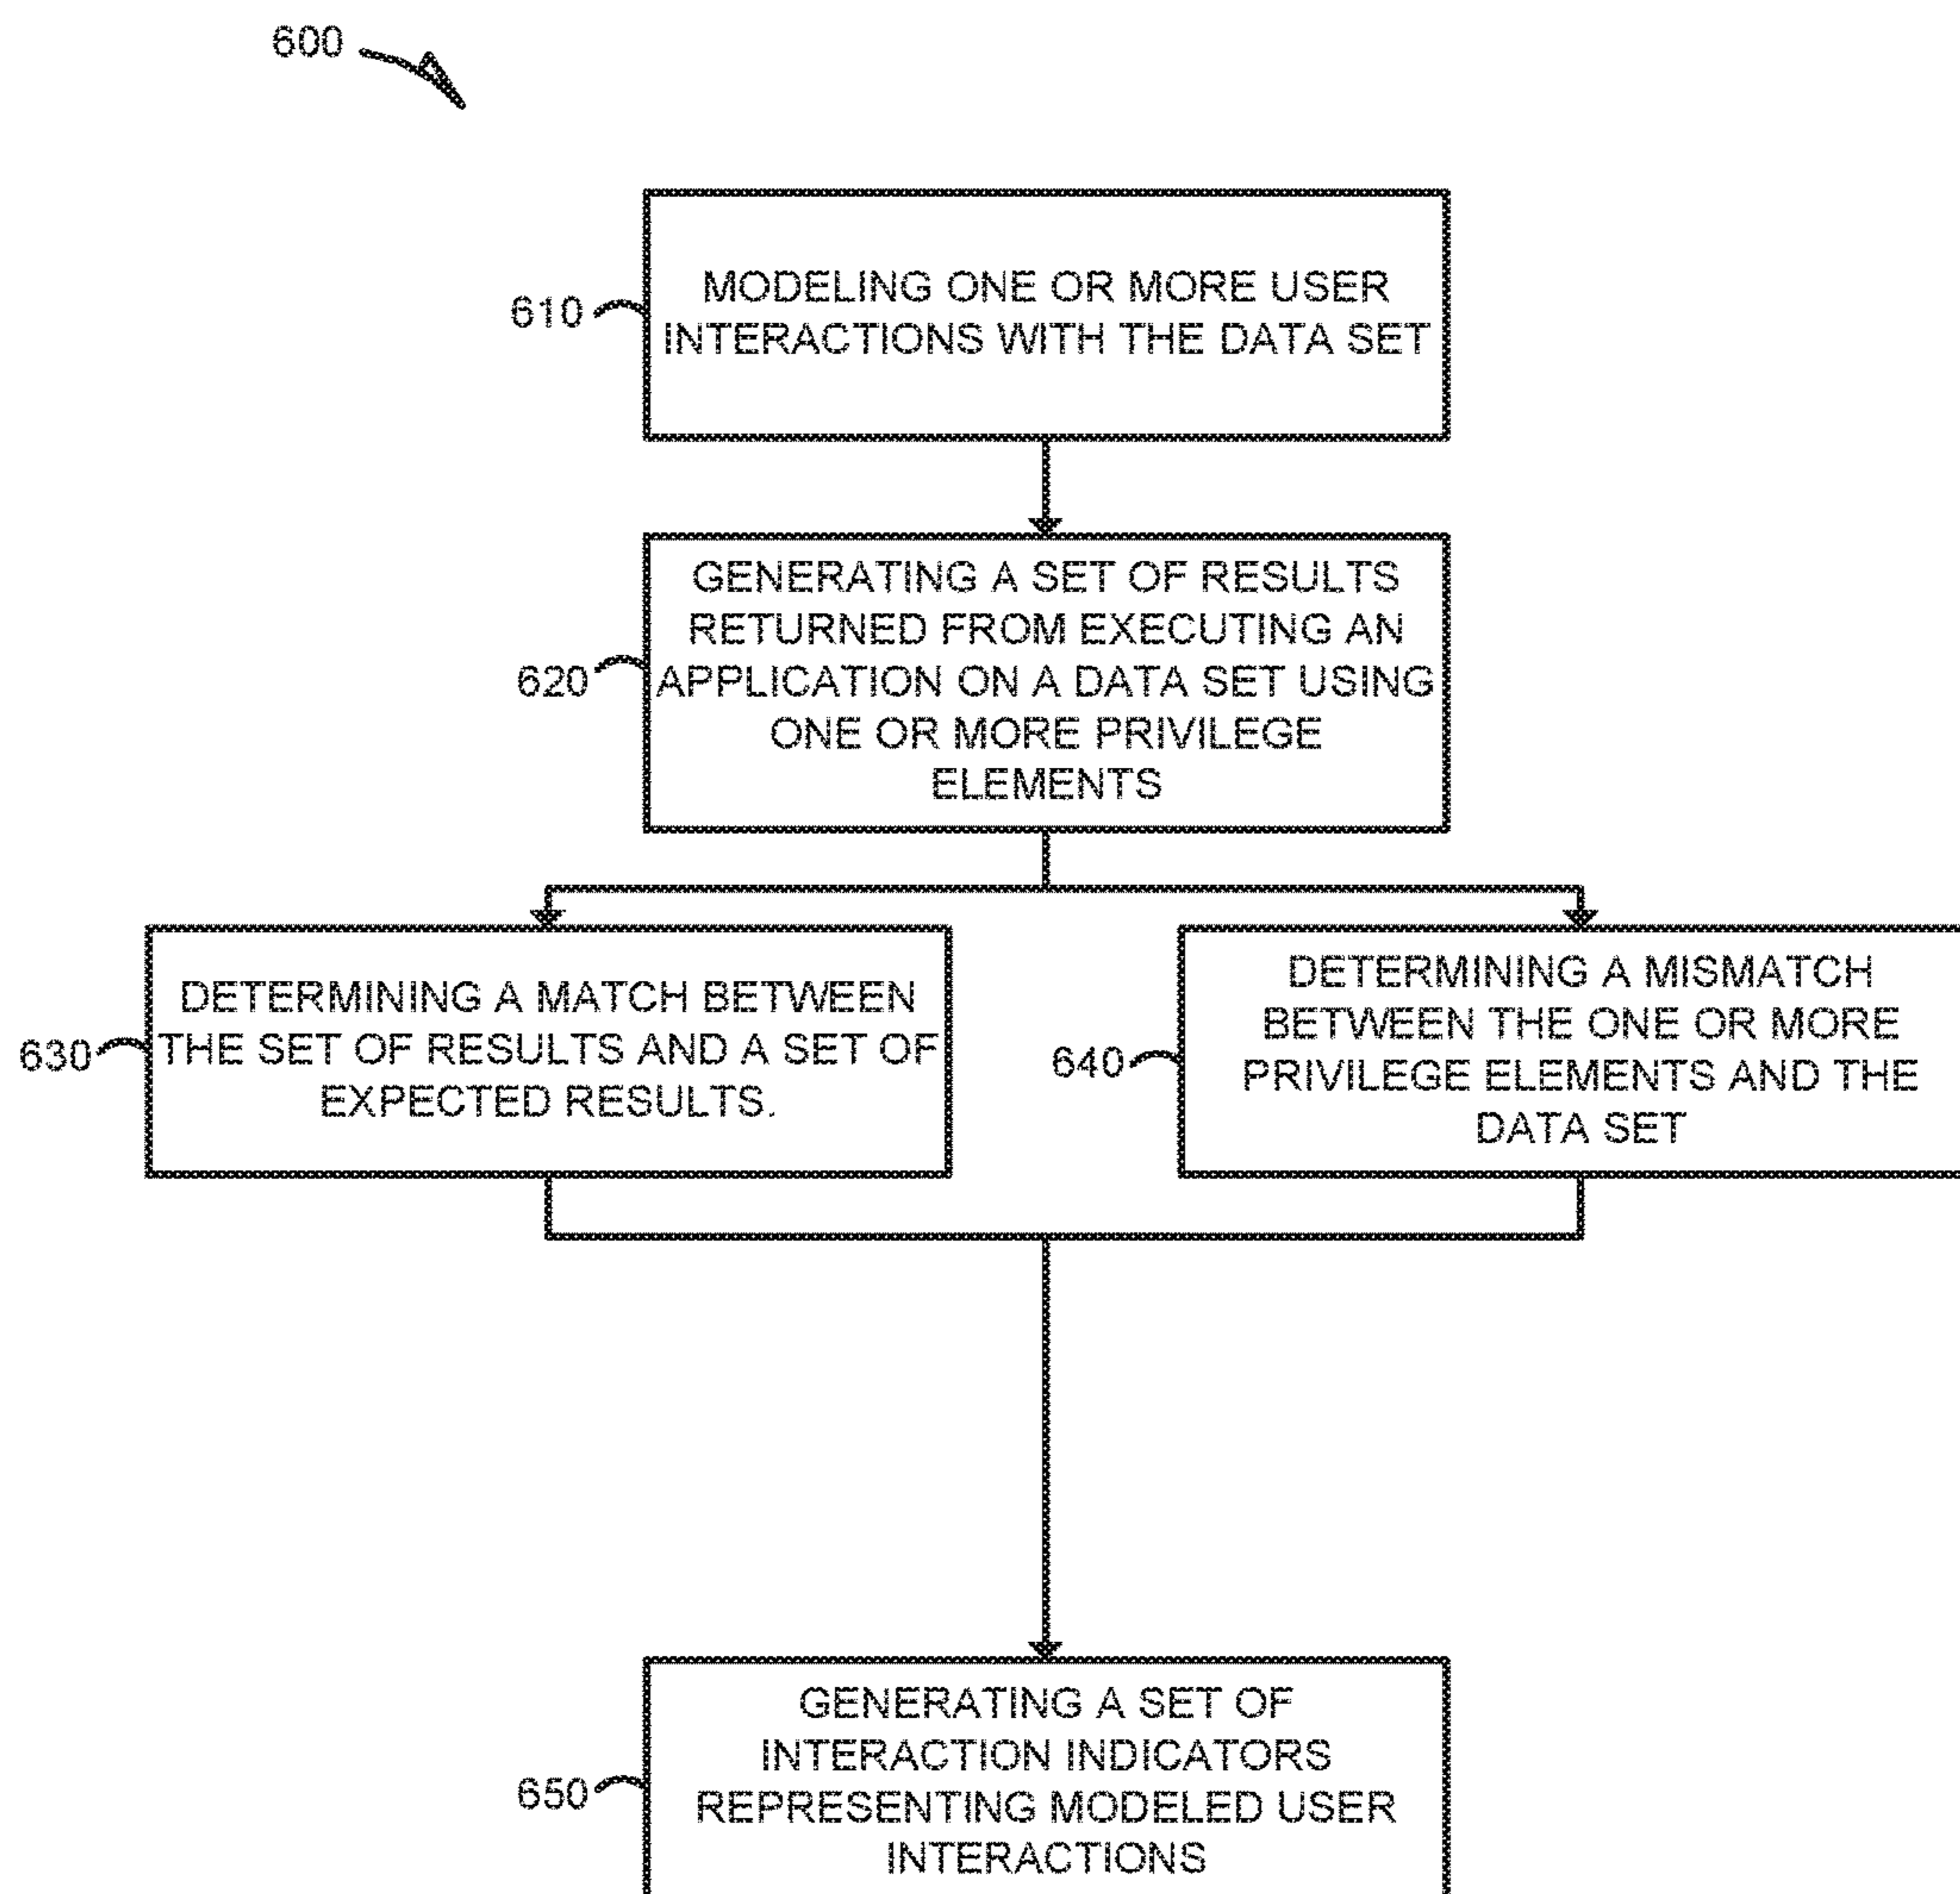 600
610
MODELING ONE OR MORE USER
INTERACTIONS WITH THE DATA SET
620
GENERATING A SET OF RESULTS
RETURNED FROM EXECUTING AN
APPLICATION ON A DATA SET USING
ONE OR MORE PRIVILEGE
ELEMENTS
630
DETERMINING A MATCH BETWEEN
THE SET OF RESULTS AND A SET OF
EXPECTED RESULTS.
640
DETERMINING A MISMATCH
BETWEEN THE ONE OR MORE
PRIVILEGE ELEMENTS AND THE
DATA SET
650
GENERATING A SET OF
INTERACTION INDICATORS
REPRESENTING MODELED USER
INTERACTIONS